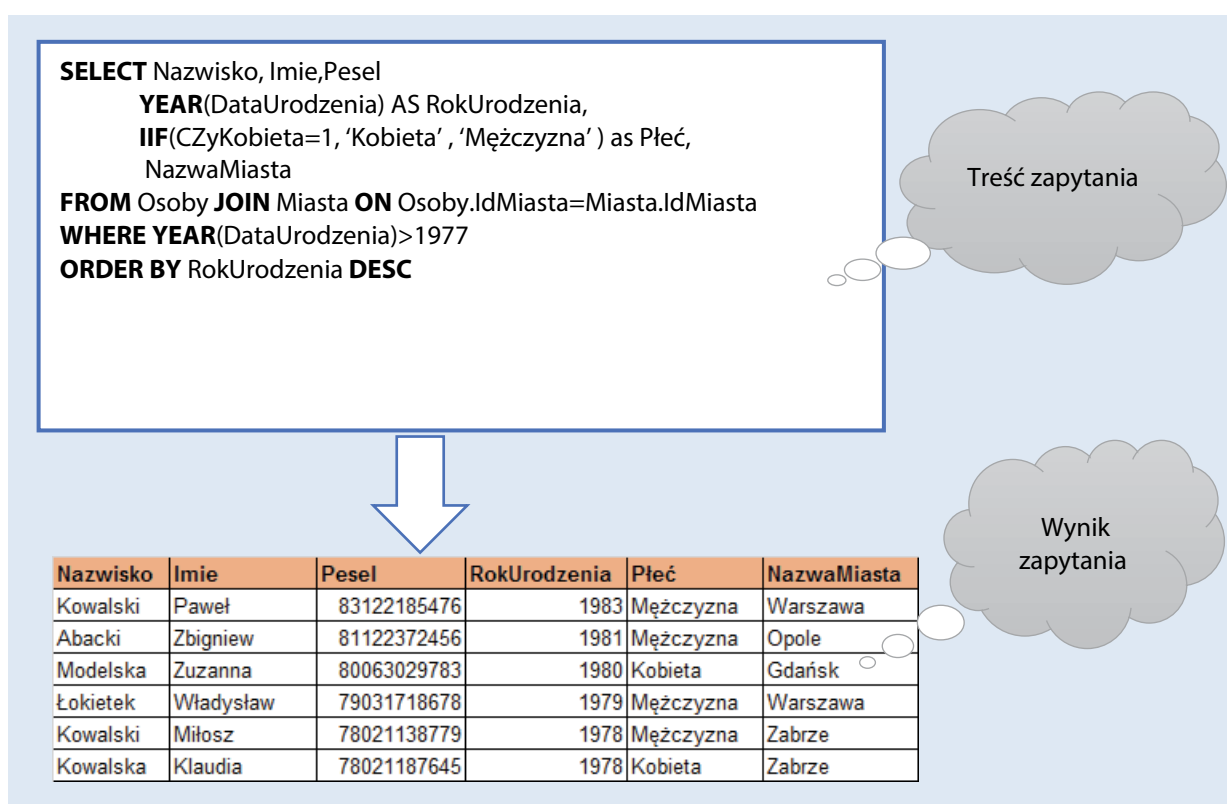 SELECT Nazwisko, Imie,Pesel
YEAR(DataUrodzenia) AS RokUrodzenia,
IIF(CZyKobieta=1, ‘Kobieta’ , ‘Mężczyzna’ ) as Płeć,
NazwaMiasta
FROM Osoby JOIN Miasta ON Osoby.IdMiasta=Miasta.IdMiasta
WHERE YEAR(DataUrodzenia)>1977
ORDER BY RokUrodzenia DESC
Treść zapytania
Wynik
zapytania
Nazwisko Imie Pesel RokUrodzenia Płeć NazwaMiasta
Kowalski Paweł 83122185476 1983 Mężczyzna Warszawa
Abacki Zbigniew 81122372456 1981 Mężczyzna Opole
Modelska Zuzanna 80063029783 1980 Kobieta Gdańsk
Łokietek Władysław 79031718678 1979 Mężczyzna Warszawa
Kowalski Miłosz 78021138779 1978 Mężczyzna Zabrze
Kowalska Klaudia 78021187645 1978 Kobieta Zabrze